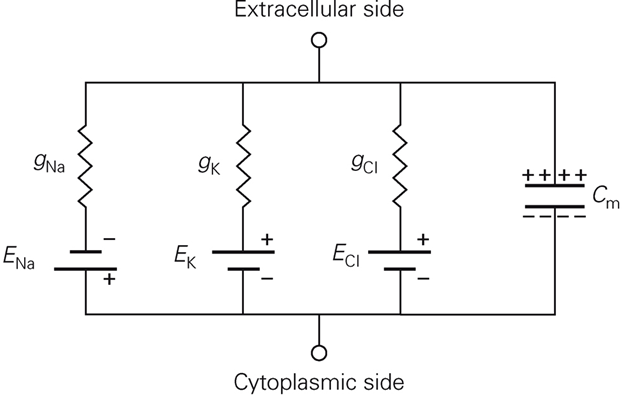 Extracellular side
gNa
gK
gCl
++++
Cm
----
ENa
-
+
EK
+
-
ECl
+
-
Cytoplasmic side